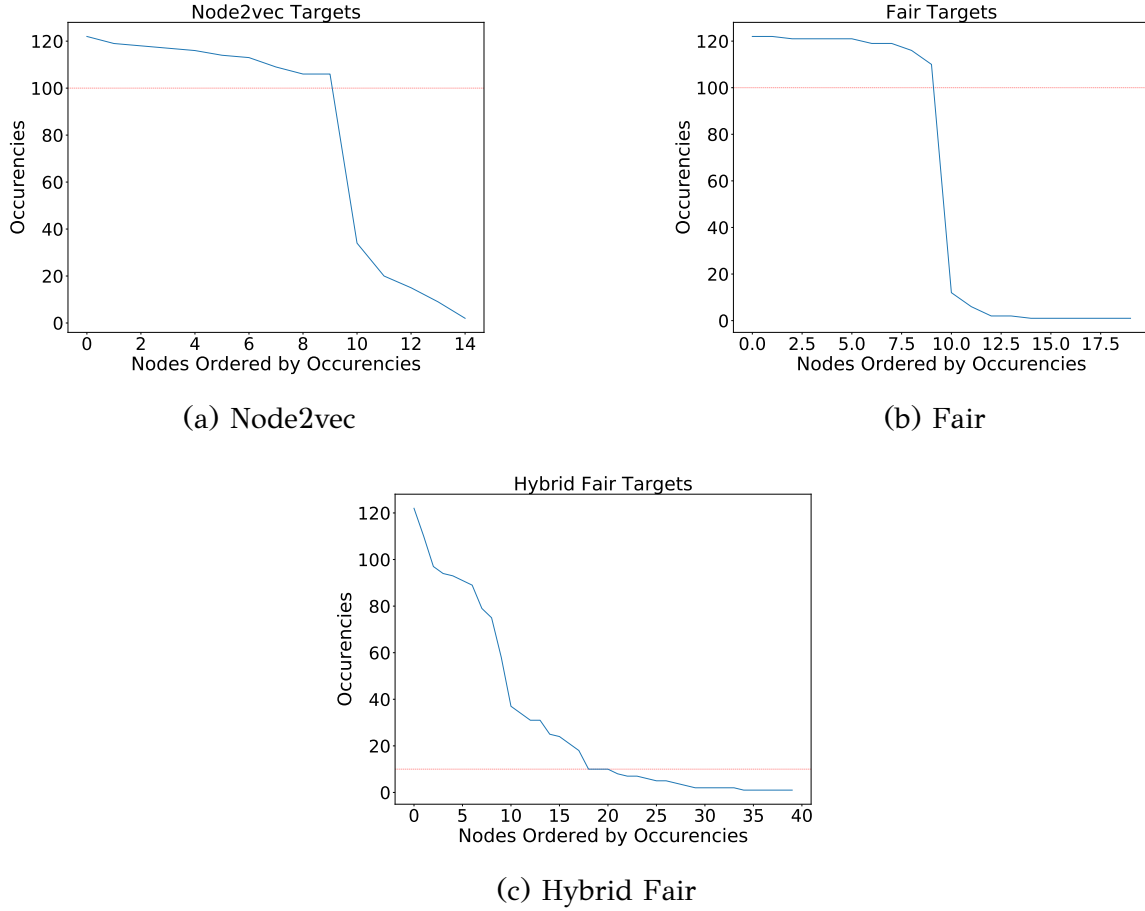 Node2vec Targets
120
100
80
60
40
20
0
Occurencies
0 2 4 6 8 10 12 14
Nodes Ordered by Occurencies
(a) Node2vec
Fair Targets
120
100
80
60
40
20
0
Occurencies
0.0 2.5 5.0 7.5 10.0 12.5 15.0 17.5
Nodes Ordered by Occurencies
(b) Fair
Hybrid Fair Targets
120
100
80
60
40
20
0
Occurencies
0 5 10 15 20 25 30 35 40
Nodes Ordered by Occurencies
(c) Hybrid Fair